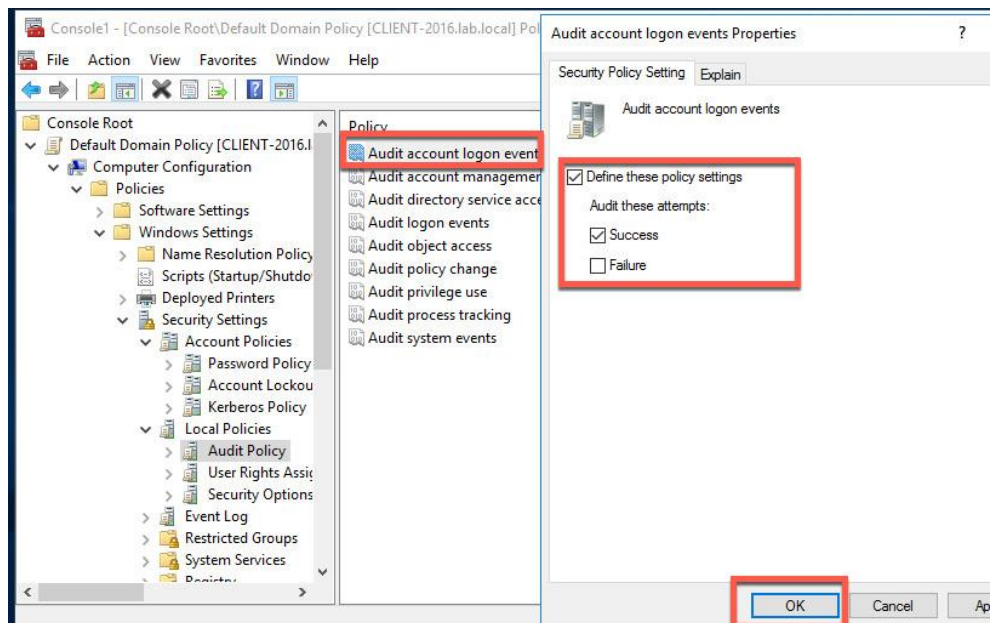 Console1 - [Console Root\Default Domain Policy [CLIENT-2016.lab.local] Pol
File Action View Favorites Window Help
Console Root
Default Domain Policy [CLIENT-2016.l
Computer Configuration
Policies
Software Settings
Windows Settings
Name Resolution Policy
Scripts (Startup/Shutdo
Deployed Printers
Security Settings
Account Policies
Password Policy
Account Lockou
Kerberos Policy
Local Policies
Audit Policy
User Rights Assig
Security Options
Event Log
Restricted Groups
System Services
Registry
Policy
Audit account logon event
Audit account managemer
Audit directory service acce
Audit logon events
Audit object access
Audit policy change
Audit privilege use
Audit process tracking
Audit system events
Audit account logon events Properties
?
Security Policy Setting Explain
Audit account logon events
Define these policy settings
Audit these attempts:
Success
Failure
OK Cancel Ap